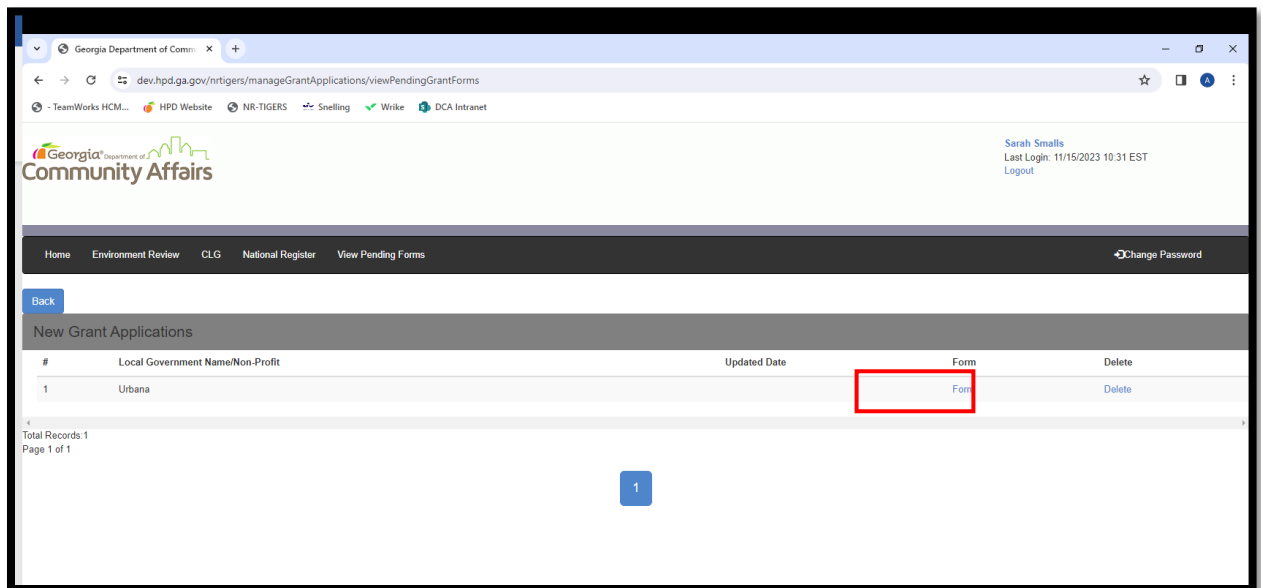 Georgia Department of Comm
dev.hpd.ga.gov/nrtigers/manageGrantApplications/viewPendingGrantForms
A
- TeamWorks HCM... HPD Website NR-TIGERS Snelling Wrike DCA Intranet
Georgia® Department of
Community Affairs
Sarah Smalls
Last Login: 11/15/2023 10:31 EST
Logout
Home Environment Review CLG National Register View Pending Forms Change Password
Back
New Grant Applications
# Local Government Name/Non-Profit Updated Date Form Delete
1 Urbana Form Delete
Total Records:1
Page 1 of 1
1